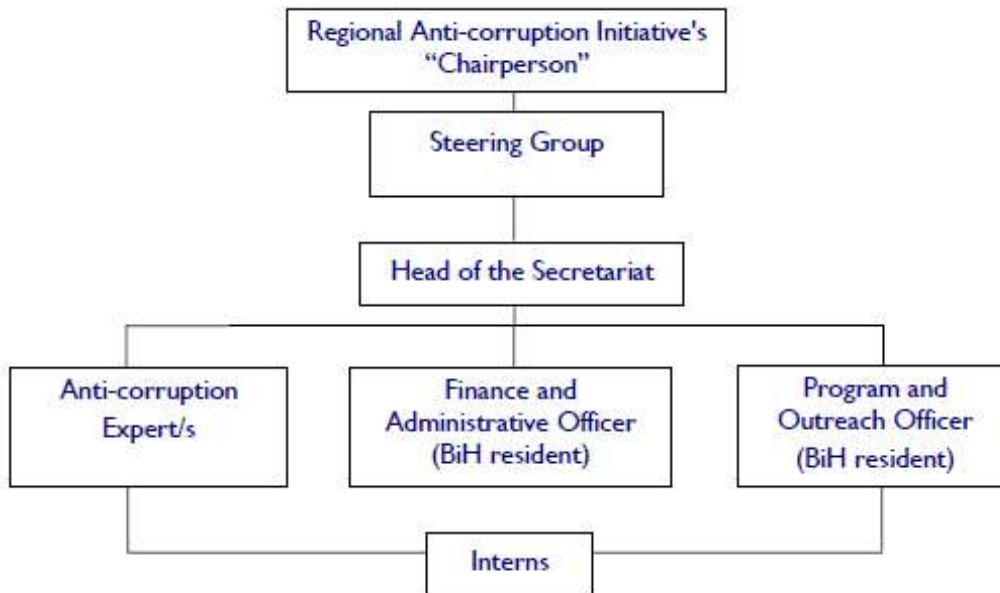 Regional Anti-corruption Initiative's
“Chairperson”
Steering Group
Head of the Secretariat
Anti-corruption
Expert/s
Finance and
Administrative Officer
(BiH resident)
Program and
Outreach Officer
(BiH resident)
Interns